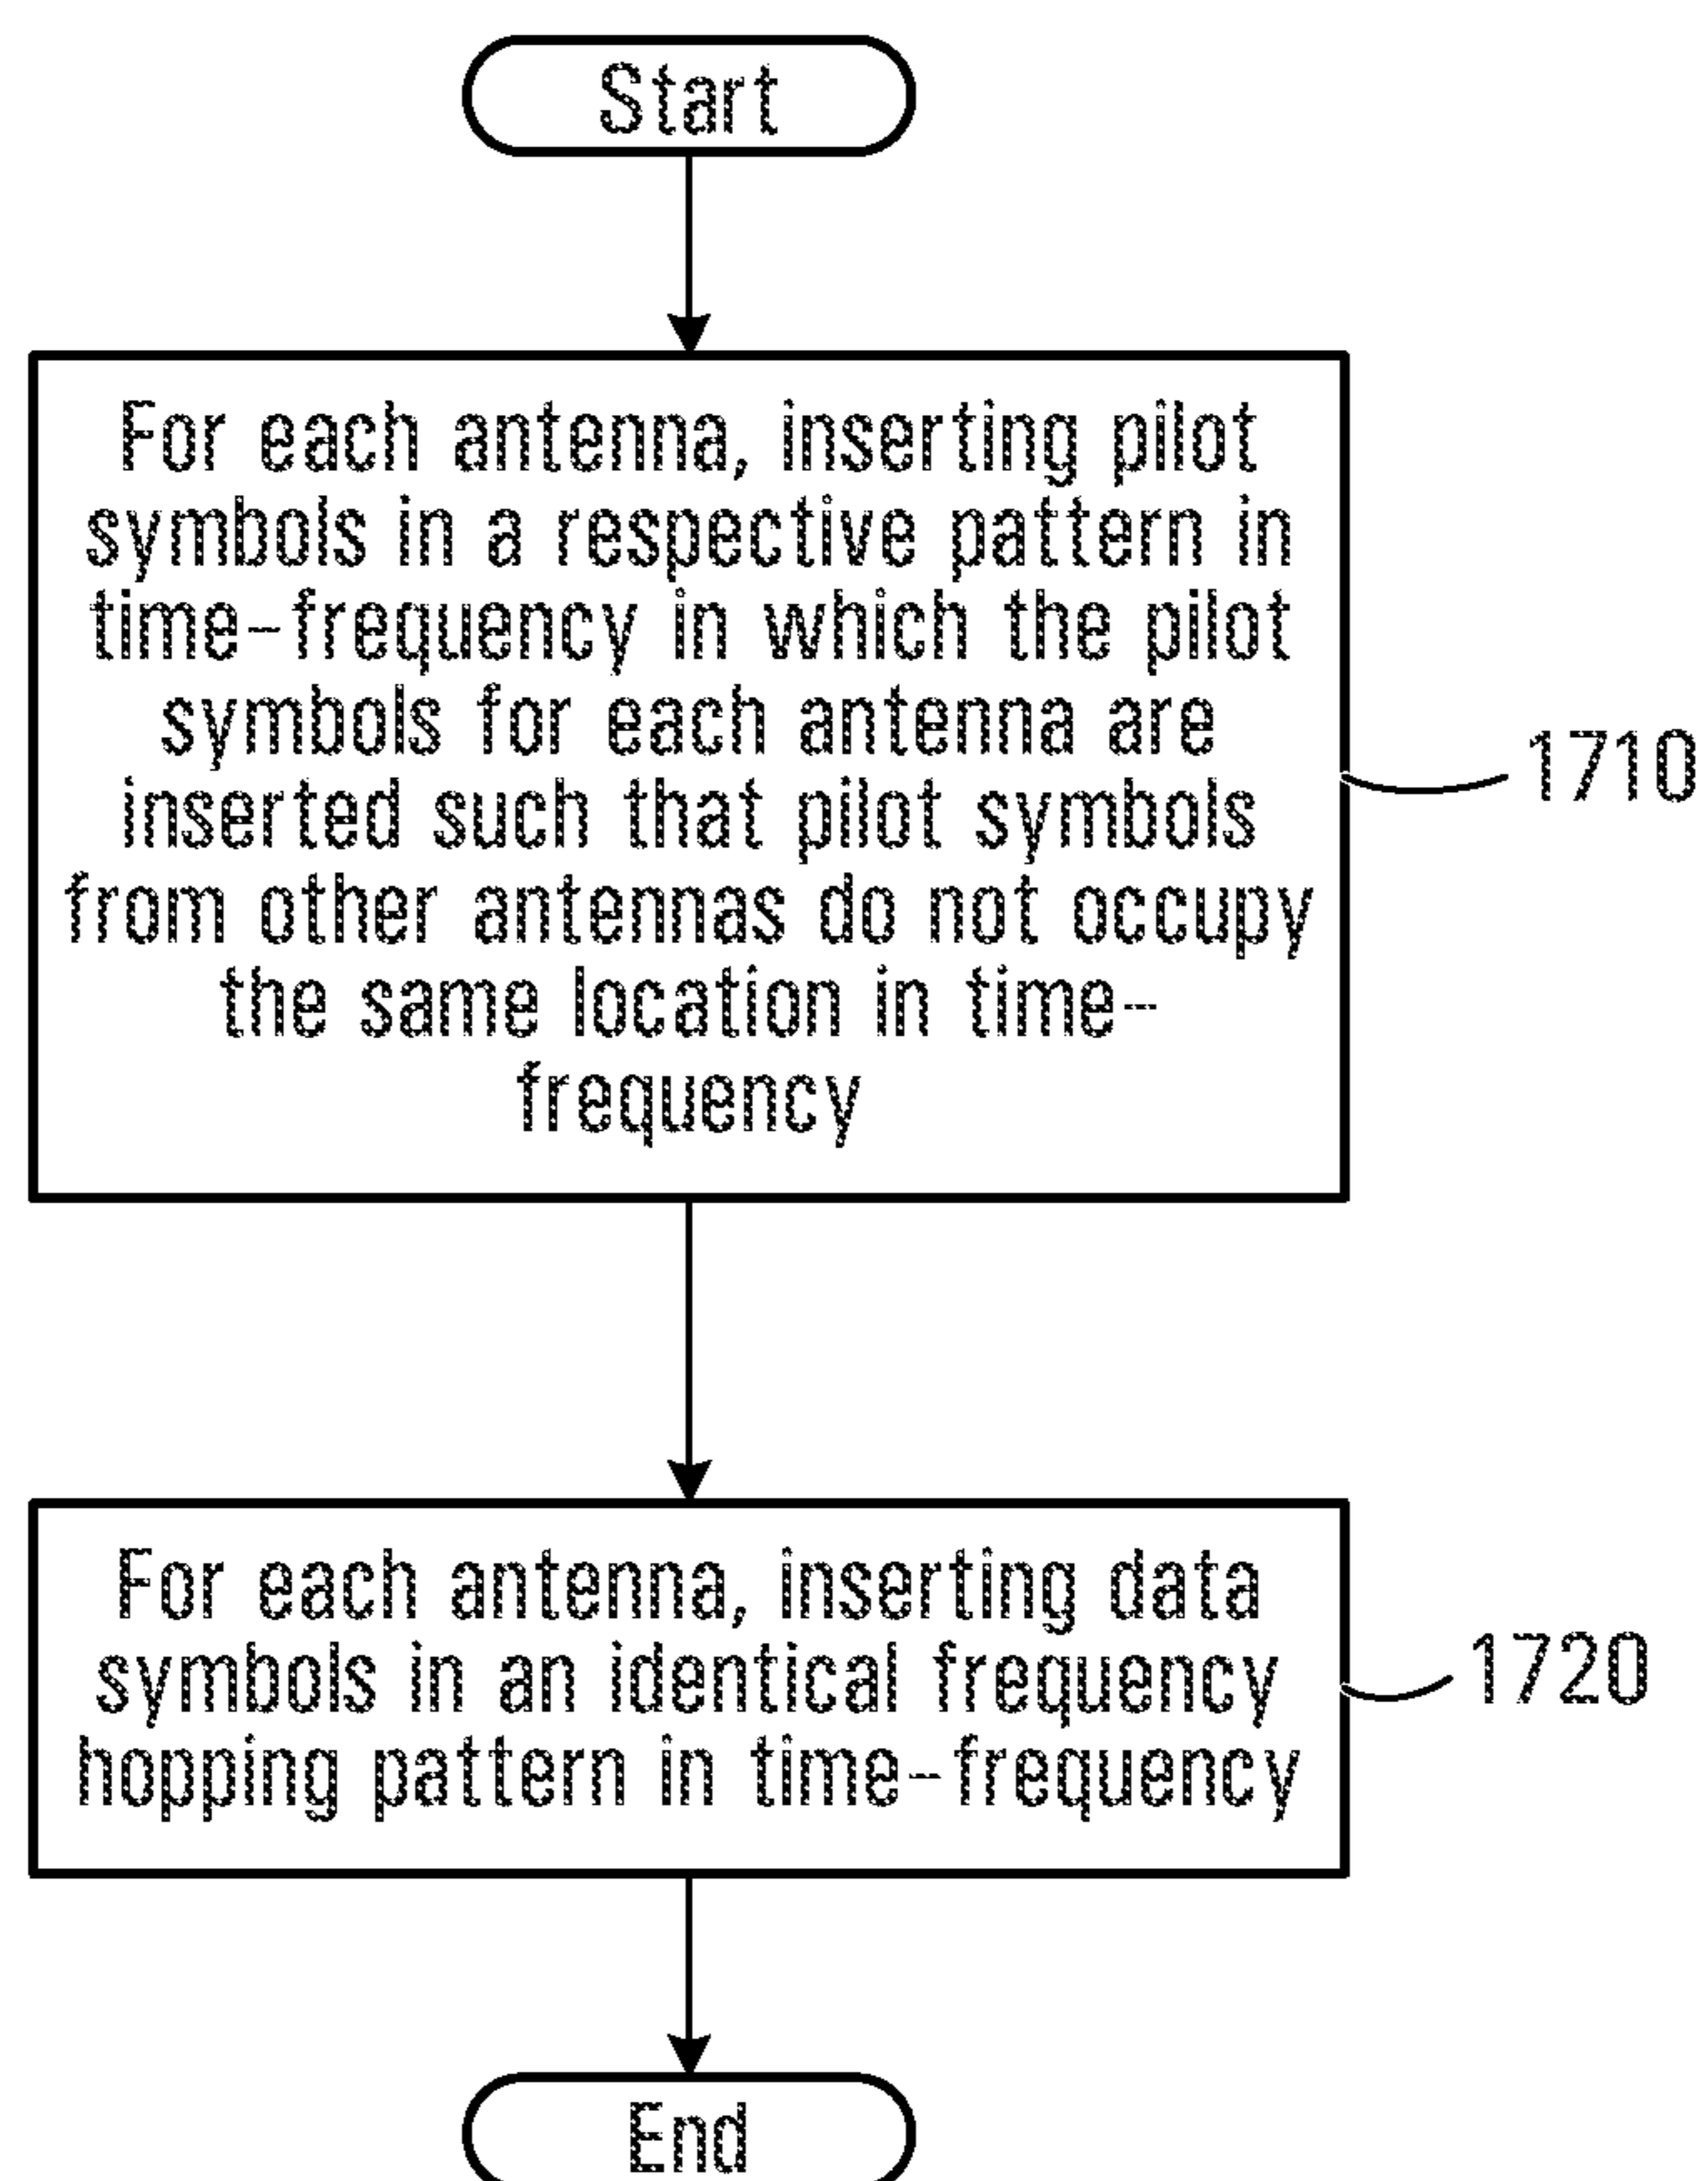 Start
For each antenna, inserting pilot
symbols in a respective pattern in
time-frequency in which the pilot
symbols for each antenna are
inserted such that pilot symbols
from other antennas do not occupy
the same location in time-
frequency
1710
For each antenna, inserting data
symbols in an identical frequency
hopping pattern in time-frequency
1720
End